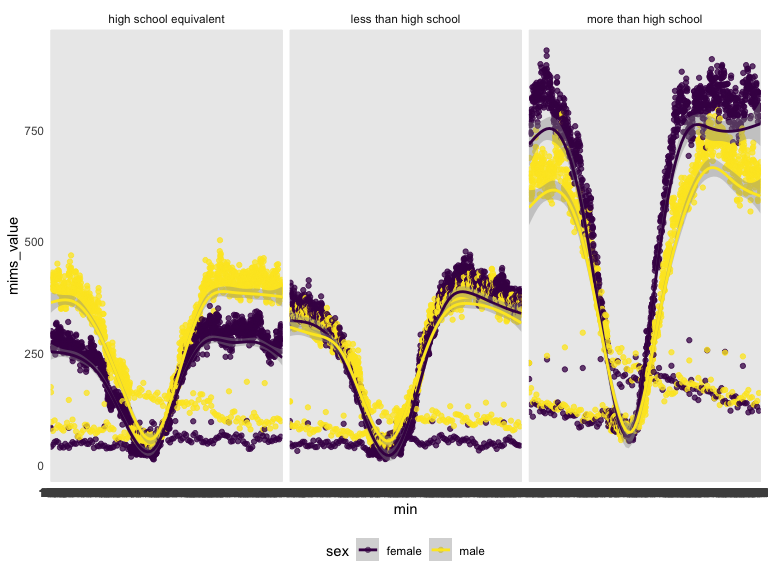 high school equivalent
less than high school
more than high school
mims_value
750
500
250
0
min
sex
female
male